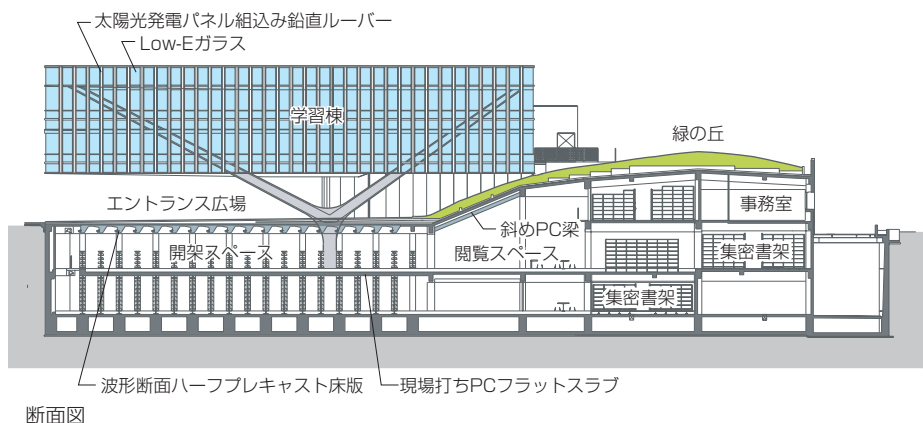 太陽光発電パネル組込み鉛直ルーバー
Low-Eガラス
学習棟
緑の丘
エントランス広場
事務室
斜めPC梁
開架スペース
閲覧スペース
集密書架
集密書架
波形断面ハーフプレキャスト床版
現場打ちPCフラットスラブ
断面図